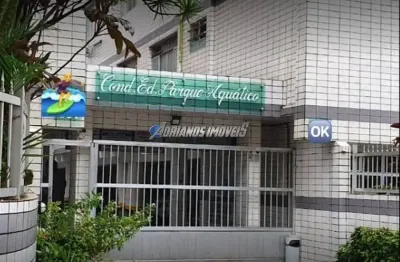 Cond. Ed. Parque Aquático
ADRIANOS IMÓVEIS
OK